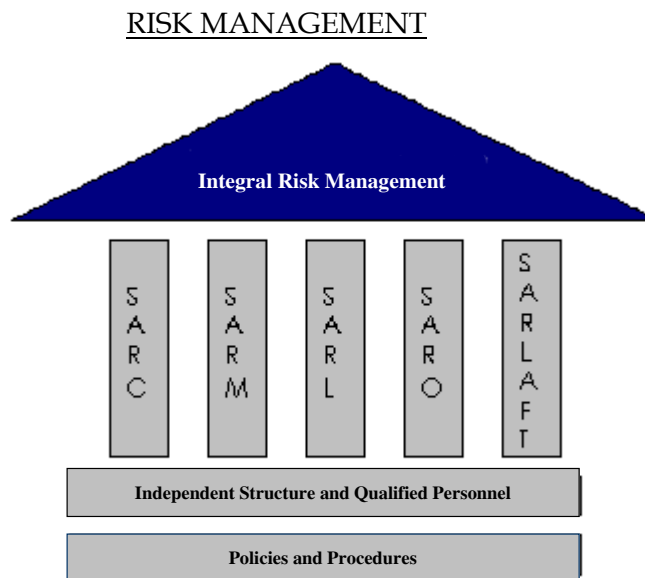 RISK MANAGEMENT
Integral Risk Management
SARC
SARM
SARL
SARO
SARLAFT
Independent Structure and Qualified Personnel
Policies and Procedures